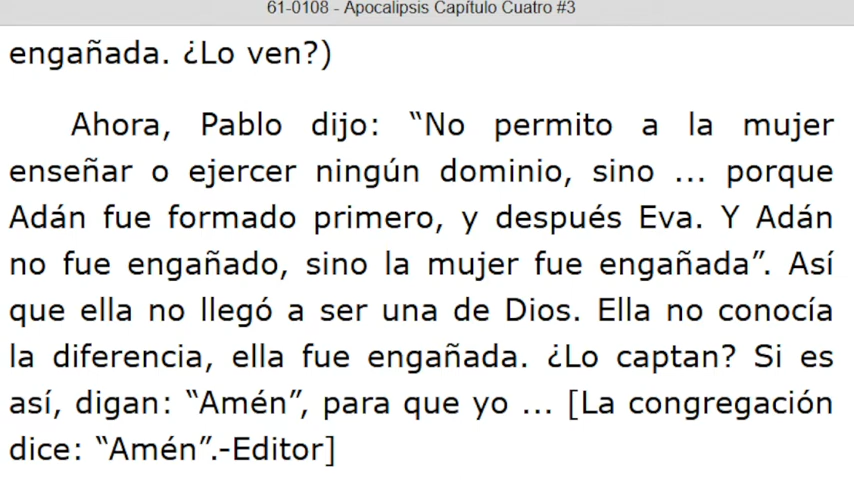 61-0108 - Apocalipsis Capítulo Cuatro #3
engañada. ¿Lo ven?)
Ahora, Pablo dijo: “No permito a la mujer
enseñar o ejercer ningún dominio, sino ... porque
Adán fue formado primero, y después Eva. Y Adán
no fue engañado, sino la mujer fue engañada”. Así
que ella no llegó a ser una de Dios. Ella no conocía
la diferencia, ella fue engañada. ¿Lo captan? Si es
así, digan: “Amén”, para que yo ... [La congregación
dice: “Amén”.-Editor]